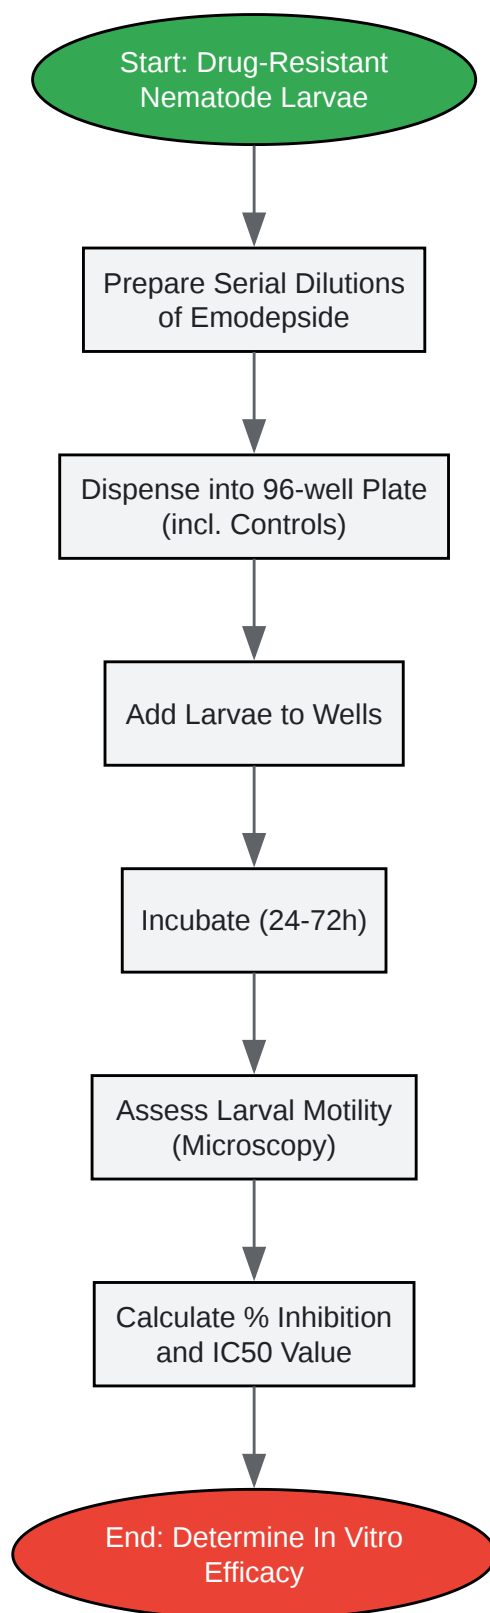 Start: Drug-Resistant
Nematode Larvae
Prepare Serial Dilutions
of Emodepside
Dispense into 96-well Plate
(incl. Controls)
Add Larvae to Wells
Incubate (24-72h)
Assess Larval Motility
(Microscopy)
Calculate % Inhibition
and IC50 Value
End: Determine In Vitro
Efficacy